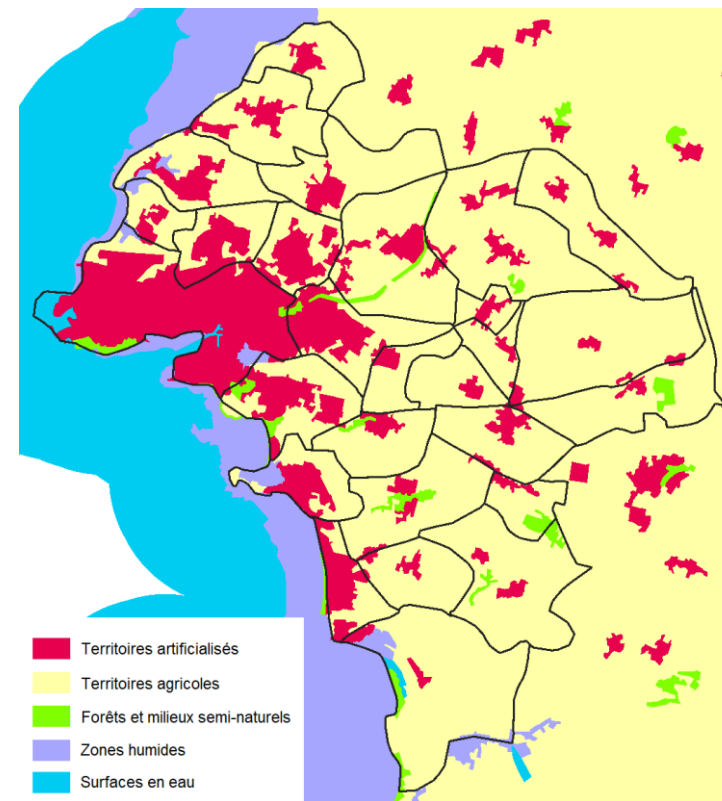 Territoires artificialisés
Territoires agricoles
Forêts et milieux semi-naturels
Zones humides
Surfaces en eau